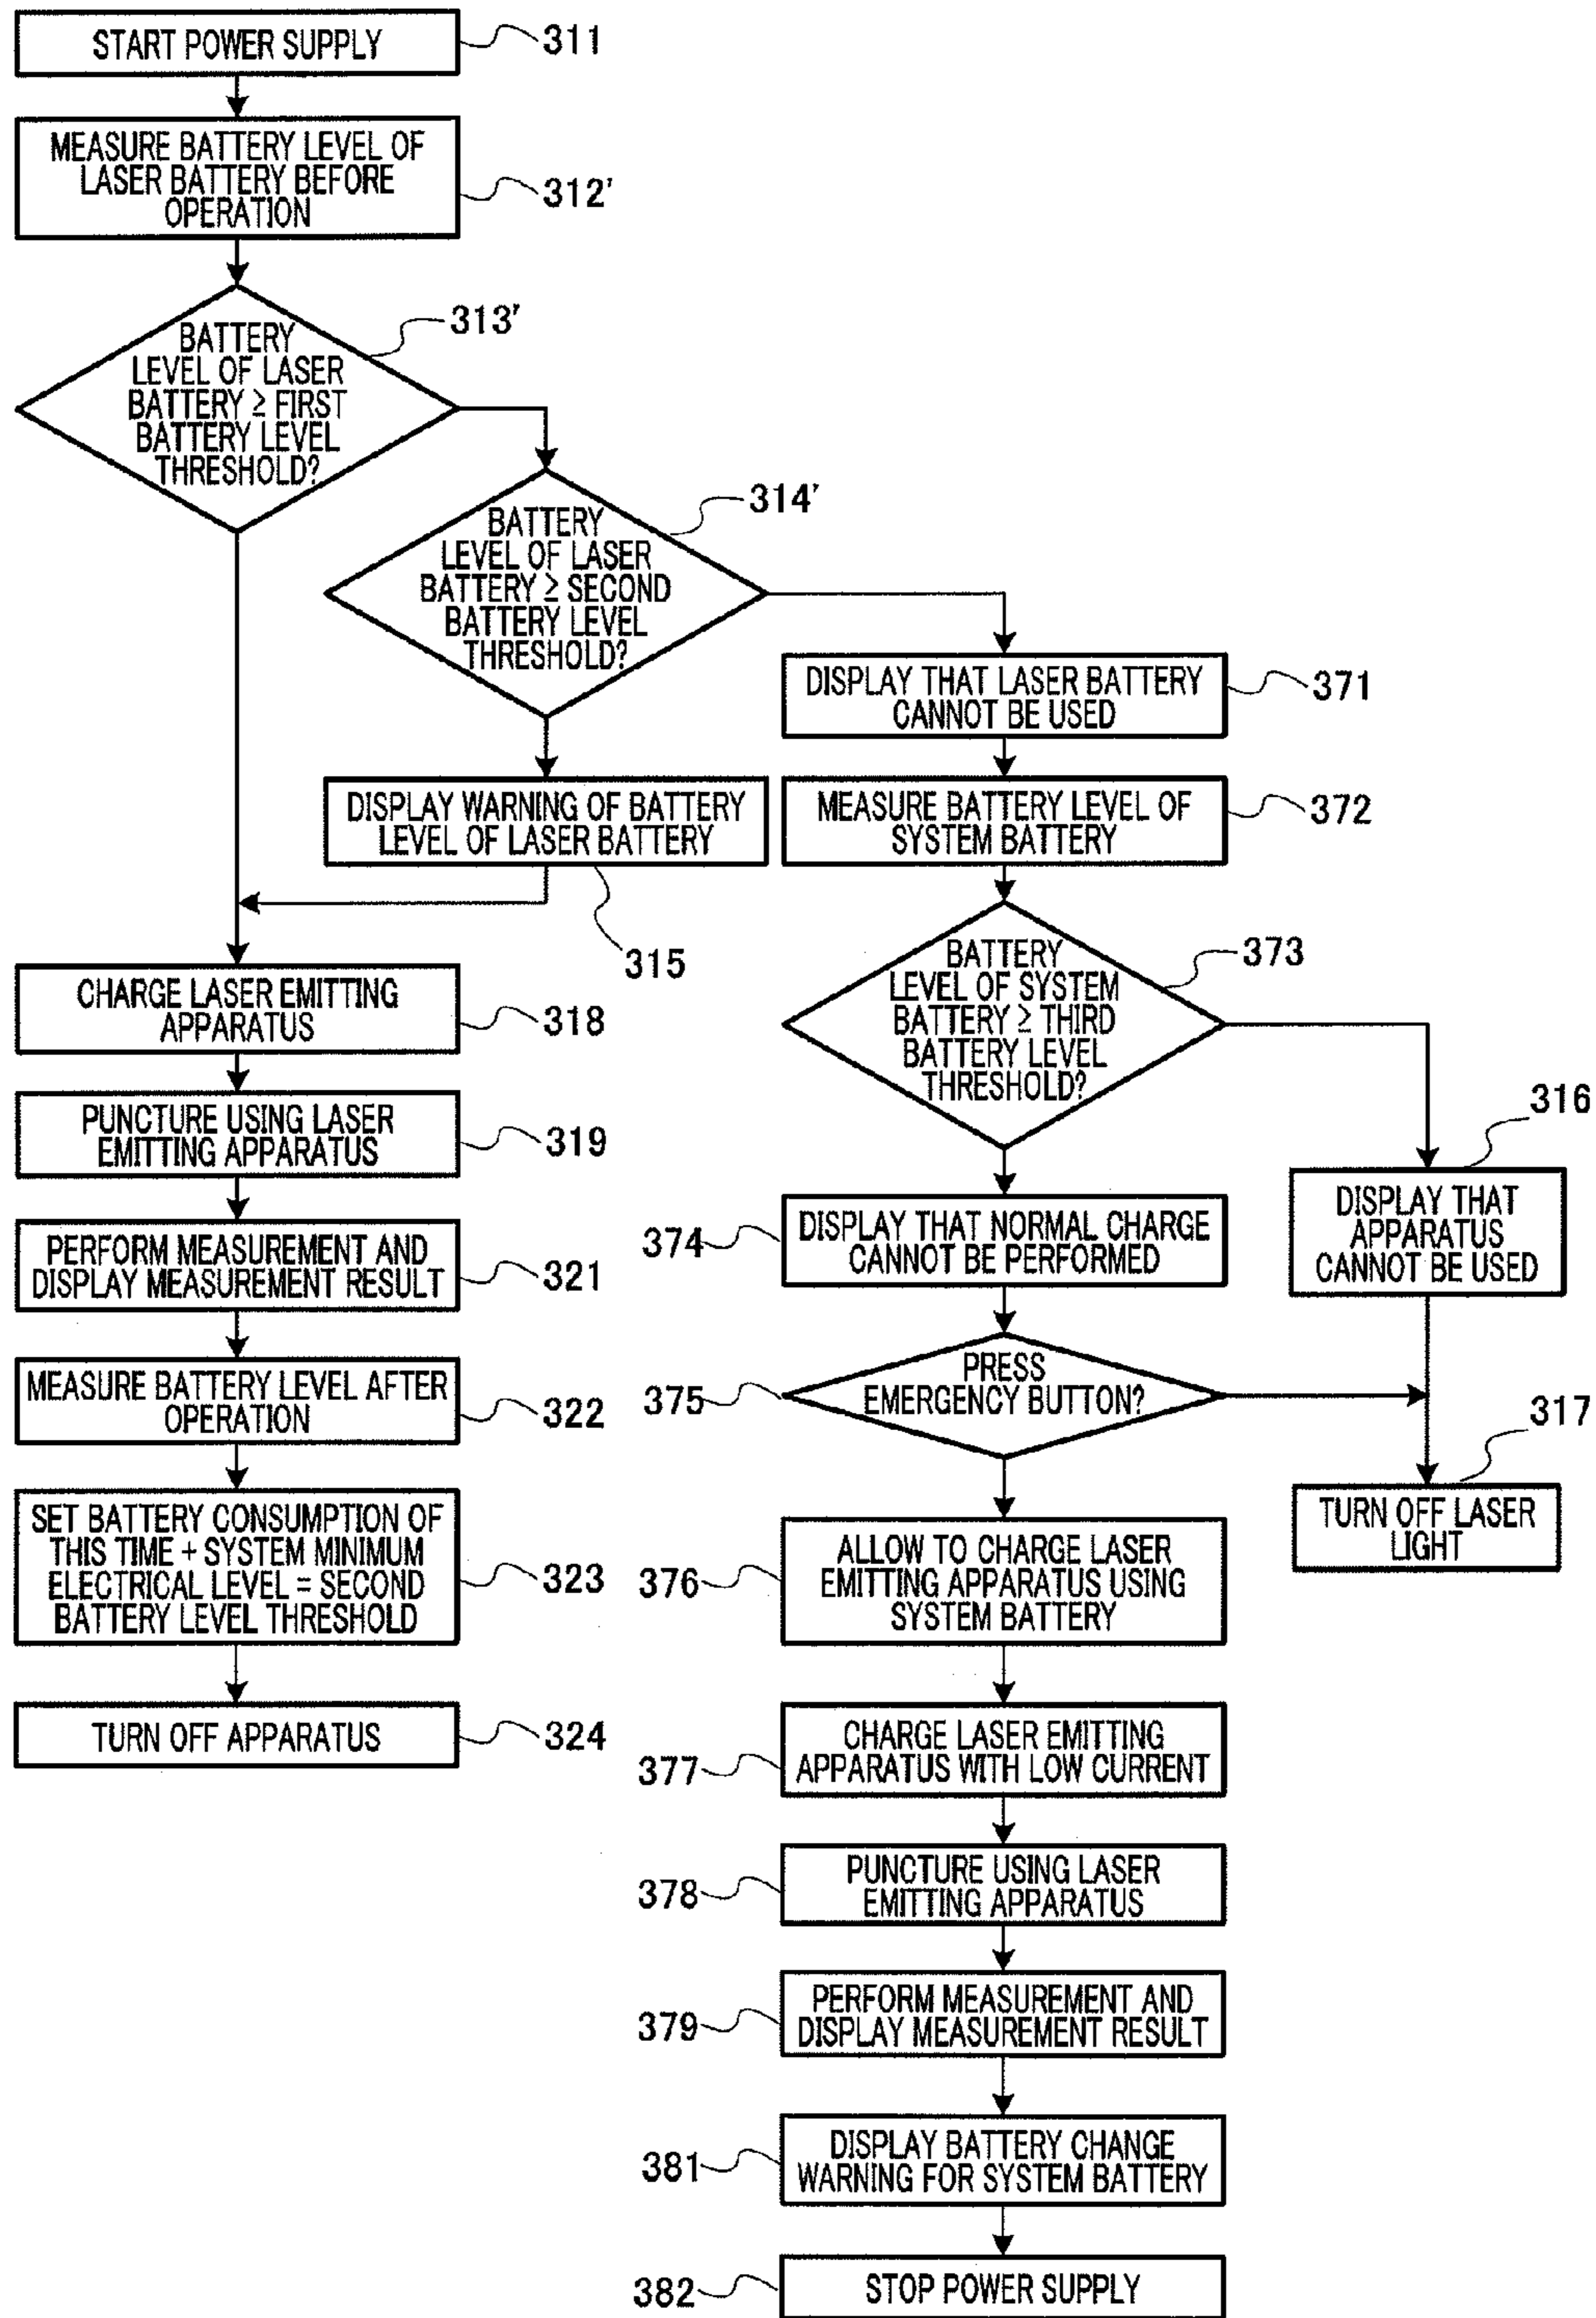 START POWER SUPPLY
311
MEASURE BATTERY LEVEL OF
LASER BATTERY BEFORE
OPERATION
312'
BATTERY
LEVEL OF LASER
BATTERY ≧ FIRST
BATTERY LEVEL
THRESHOLD?
313'
BATTERY
LEVEL OF LASER
BATTERY ≧ SECOND
BATTERY LEVEL
THRESHOLD?
314'
DISPLAY WARNING OF BATTERY
LEVEL OF LASER BATTERY
315
CHARGE LASER EMITTING
APPARATUS
318
PUNCTURE USING LASER
EMITTING APPARATUS
319
PERFORM MEASUREMENT AND
DISPLAY MEASUREMENT RESULT
321
MEASURE BATTERY LEVEL AFTER
OPERATION
322
SET BATTERY CONSUMPTION OF
THIS TIME + SYSTEM MINIMUM
ELECTRICAL LEVEL = SECOND
BATTERY LEVEL THRESHOLD
323
TURN OFF APPARATUS
324
DISPLAY THAT LASER BATTERY
CANNOT BE USED
371
MEASURE BATTERY LEVEL OF
SYSTEM BATTERY
372
BATTERY
LEVEL OF SYSTEM
BATTERY ≧ THIRD
BATTERY LEVEL
THRESHOLD?
373
316
DISPLAY THAT
APPARATUS
CANNOT BE USED
317
TURN OFF LASER
LIGHT
374
DISPLAY THAT NORMAL CHARGE
CANNOT BE PERFORMED
375
PRESS
EMERGENCY BUTTON?
376
ALLOW TO CHARGE LASER
EMITTING APPARATUS USING
SYSTEM BATTERY
377
CHARGE LASER EMITTING
APPARATUS WITH LOW CURRENT
378
PUNCTURE USING LASER
EMITTING APPARATUS
379
PERFORM MEASUREMENT AND
DISPLAY MEASUREMENT RESULT
381
DISPLAY BATTERY CHANGE
WARNING FOR SYSTEM BATTERY
382
STOP POWER SUPPLY